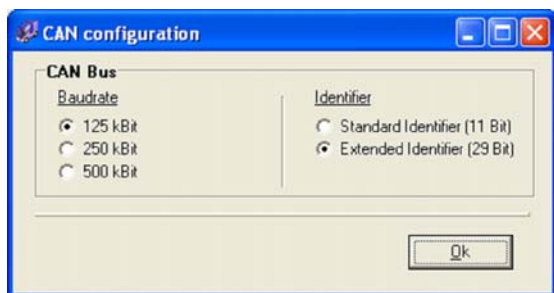 CAN configuration
CAN Bus
Baudrate
125 kBit
250 kBit
500 kBit
Identifier
Standard Identifier (11 Bit)
Extended Identifier (29 Bit)
Ok